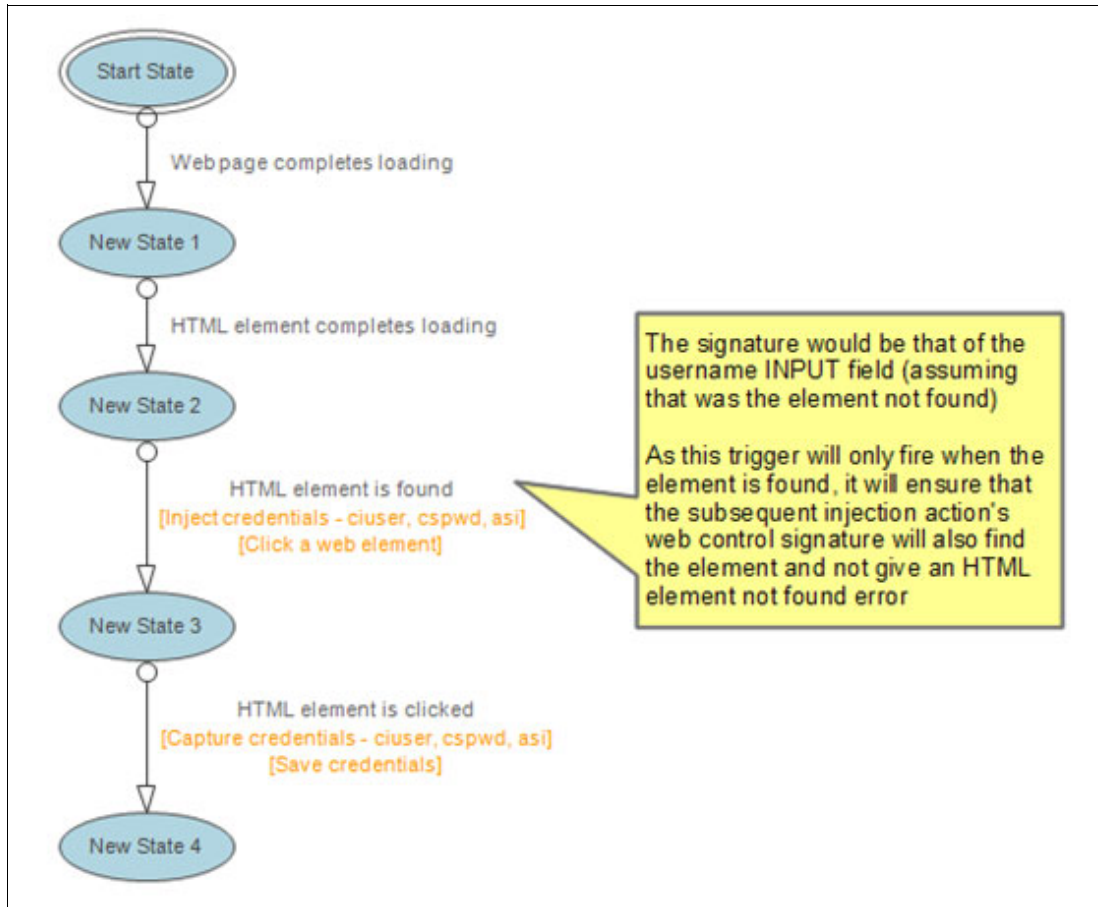 Start State
Web page completes loading
New State 1
HTML element completes loading
New State 2
HTML element is found
[Inject credentials - ciuser, cspwd, asi]
[Click a web element]
The signature would be that of the
username INPUT field (assuming
that was the element not found)
As this trigger will only fire when the
element is found, it will ensure that
the subsequent injection action's
web control signature will also find
the element and not give an HTML
element not found error
New State 3
HTML element is clicked
[Capture credentials - ciuser, cspwd, asi]
[Save credentials]
New State 4